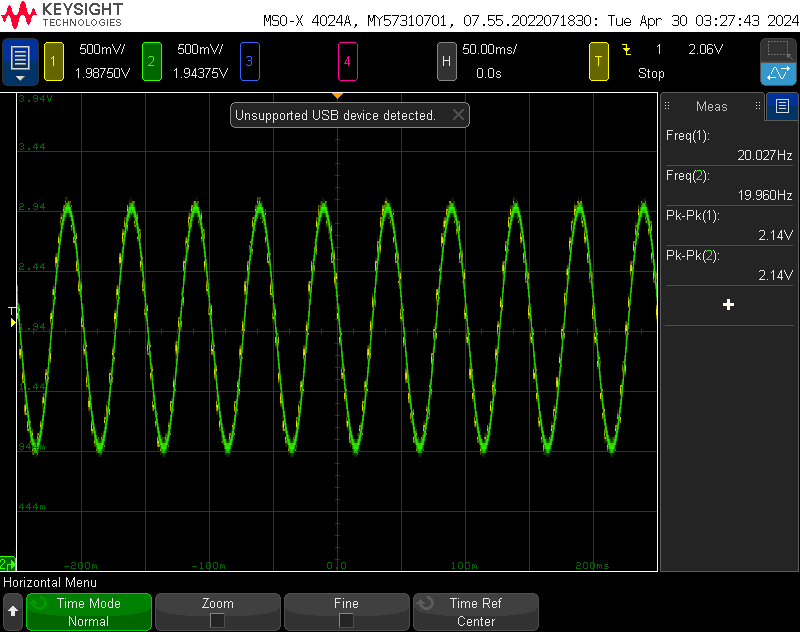 KEYSIGHT
TECHNOLOGIES
MSO-X 4024A, MY57310701, 07.55.2022071830: Tue Apr 30 03:27:43 2024
1 500mV/ 1.98750V
2 500mV/ 1.94375V
3
4
H 50.00ms/ 0.0s
T 1 2.06V
Stop
Unsupported USB device detected.
Meas
Freq(1):
20.027Hz
Freq(2):
19.960Hz
Pk-Pk(1):
2.14V
Pk-Pk(2):
2.14V
3.94V
3.44
2.94
2.44
T
1.94
1.44
444m
2
-200m -100m 0.0 100m 200ms
Horizontal Menu
Time Mode
Normal
Zoom
Fine
Time Ref
Center